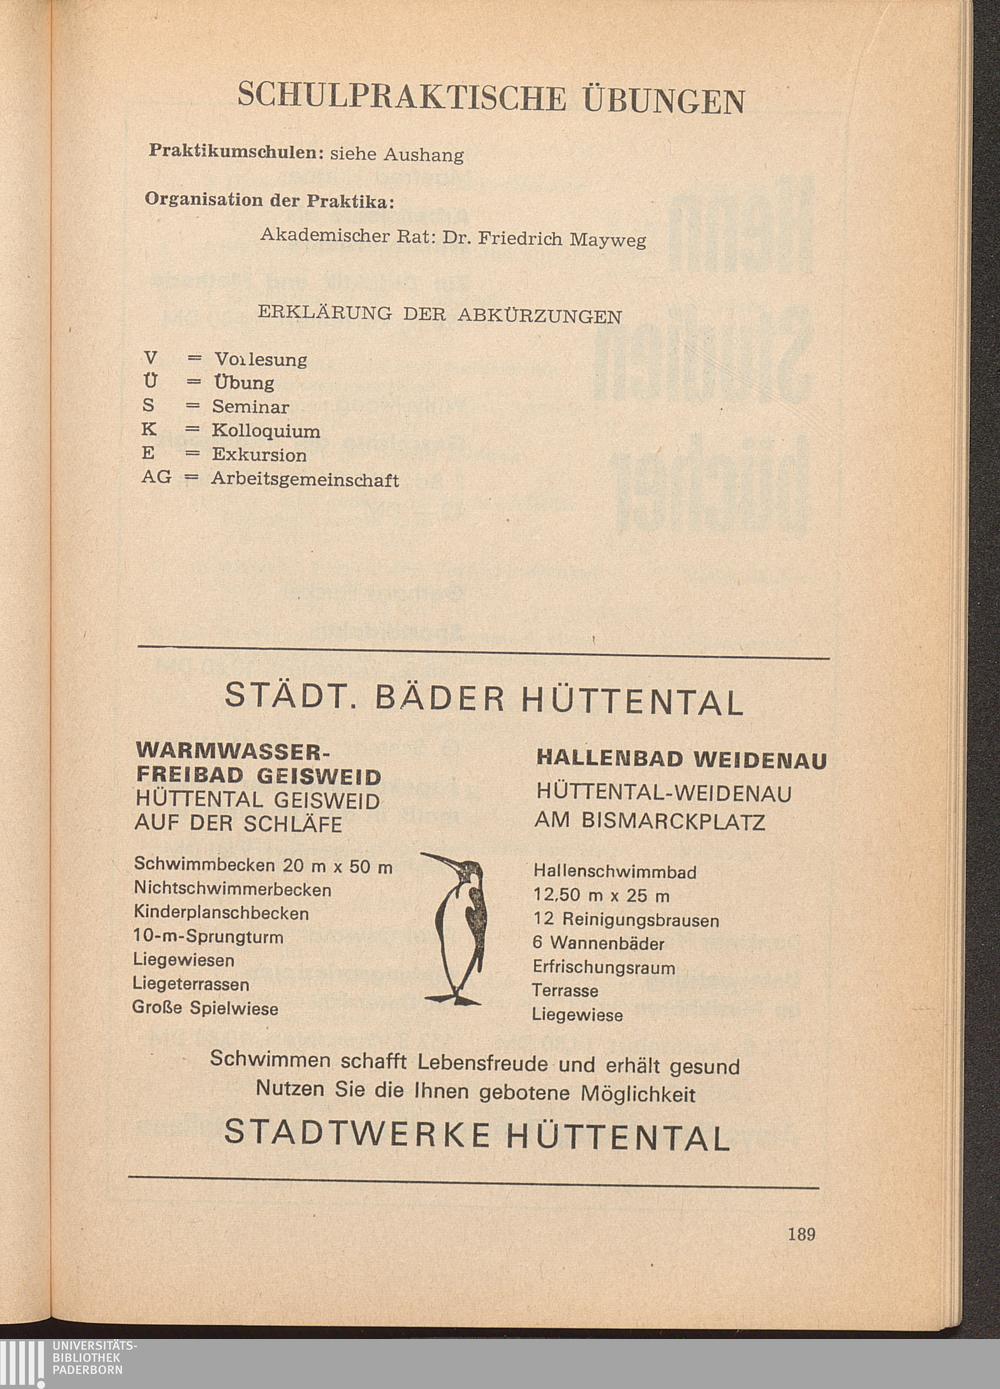 SCHULPRAKTISCHE ÜBUNGEN
Praktikumschulen: siehe Aushang
Organisation der Praktika:
Akademischer Rat: Dr. Friedrich Mayweg
ERKLÄRUNG DER ABKÜRZUNGEN
V = Vorlesung
Ü = Übung
S = Seminar
K = Kolloquium
E = Exkursion
AG = Arbeitsgemeinschaft
STÄDT. BÄDER HÜTTENTAL
WARMWASSER-
FREIBAD GEISWEID
HÜTTENTAL GEISWEID
AUF DER SCHLÄFE
Schwimmbecken 20 m x 50 m
Nichtschwimmerbecken
Kinderplanschbecken
10-m-Sprungturm
Liegewiesen
Liegeterrassen
Große Spielwiese
HALLENBAD WEIDENAU
HÜTTENTAL-WEIDENAU
AM BISMARCKPLATZ
Hallenschwimmbad
12,50 m x 25 m
12 Reinigungsbrausen
6 Wannenbäder
Erfrischungsraum
Terrasse
Liegewiese
Schwimmen schafft Lebensfreude und erhält gesund
Nutzen Sie die Ihnen gebotene Möglichkeit
STADTWERKE HÜTTENTAL
189
UNIVERSITÄTS-
BIBLIOTHEK
PADERBORN